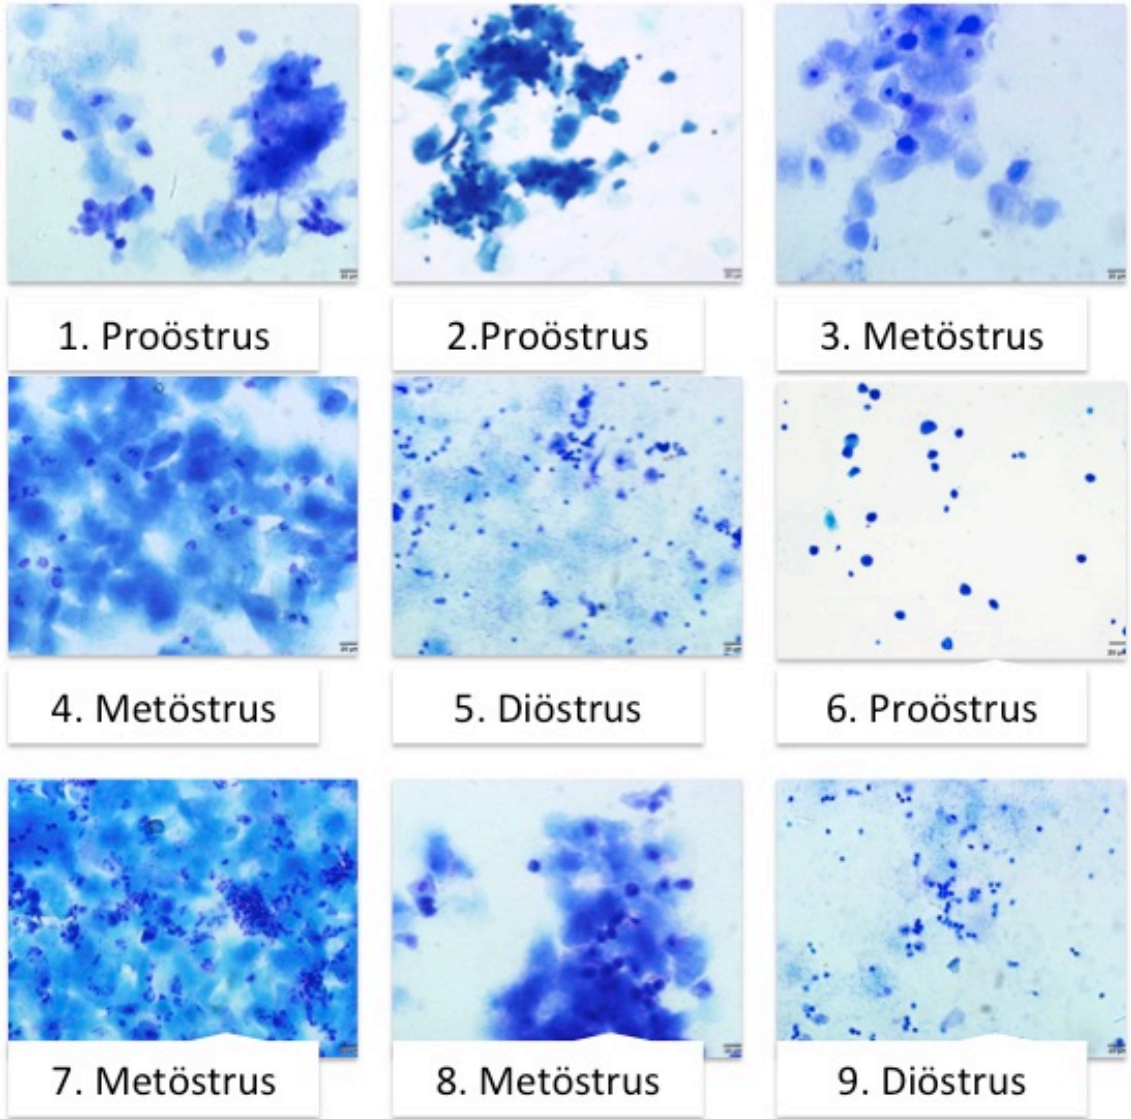 1. Proöstrus
2.Proöstrus
3. Metöstrus
4. Metöstrus
5. Diöstrus
6. Proöstrus
7. Metöstrus
8. Metöstrus
9. Diöstrus